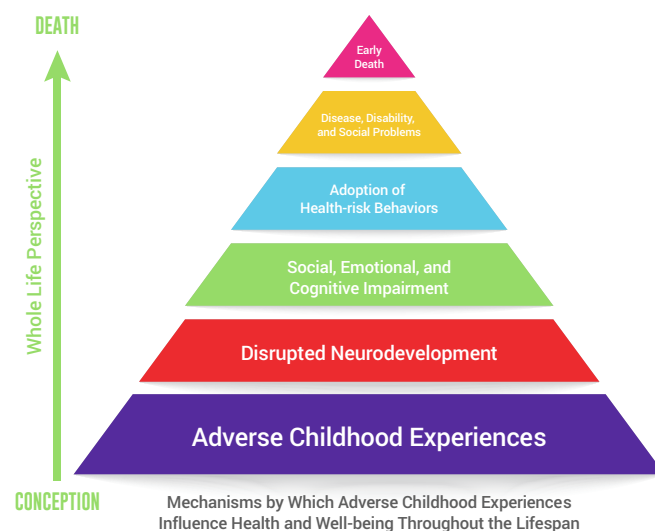 DEATH
Early
Death
Disease, Disability,
and Social Problems
Adoption of
Health-risk Behaviors
Whole Life Perspective
Social, Emotional, and
Cognitive Impairment
Disrupted Neurodevelopment
Adverse Childhood Experiences
CONCEPTION
Mechanisms by Which Adverse Childhood Experiences
Influence Health and Well-being Throughout the Lifespan